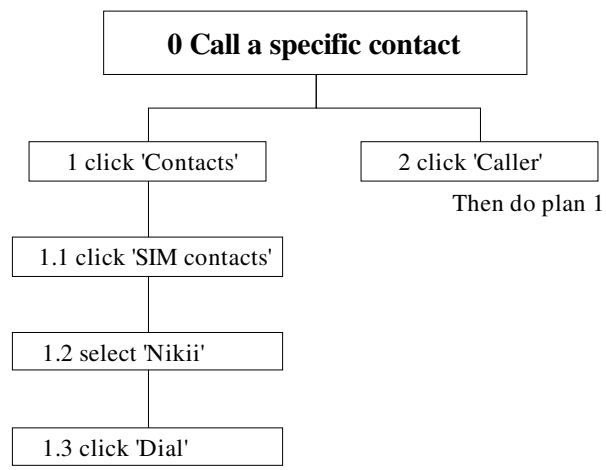 0 Call a specific contact
1 click 'Contacts'
2 click 'Caller'
Then do plan 1
1.1 click 'SIM contacts'
1.2 select 'Nikii'
1.3 click 'Dial'